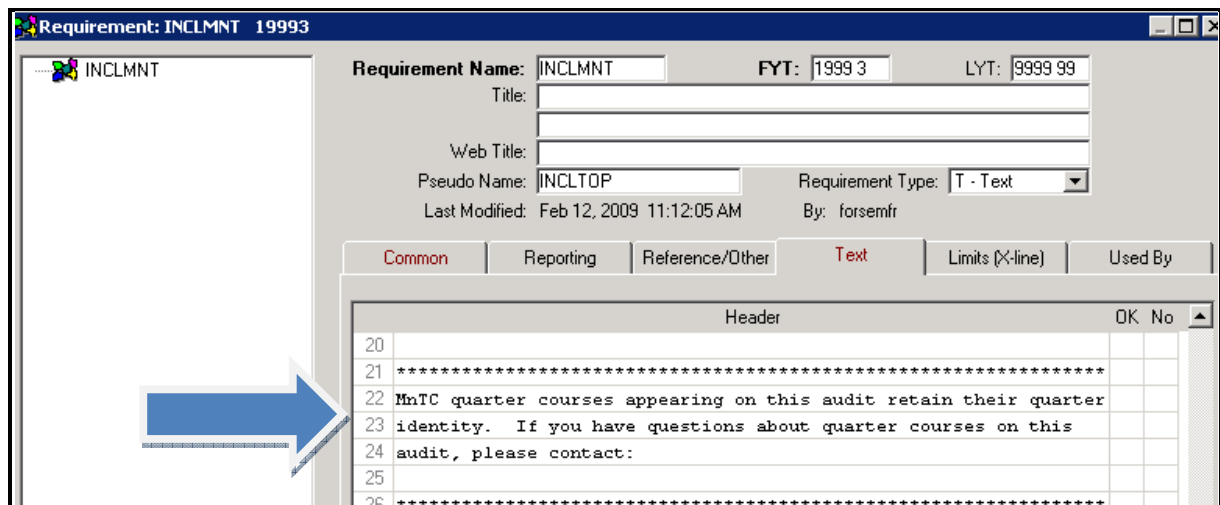 Requirement: INCLMNT 19993
INCLMNT
Requirement Name: INCLMNT FYT: 1999 3 LYT: 9999 99
Title:
Web Title:
Pseudo Name: INCLTOP Requirement Type: T - Text
Last Modified: Feb 12, 2009 11:12:05 AM By: forsemfr
Common Reporting Reference/Other Text Limits (X-line) Used By
Header OK No
20
21 ******************************************************************
22 MnTC quarter courses appearing on this audit retain their quarter
23 identity.  If you have questions about quarter courses on this
24 audit, please contact:
25
26 ******************************************************************